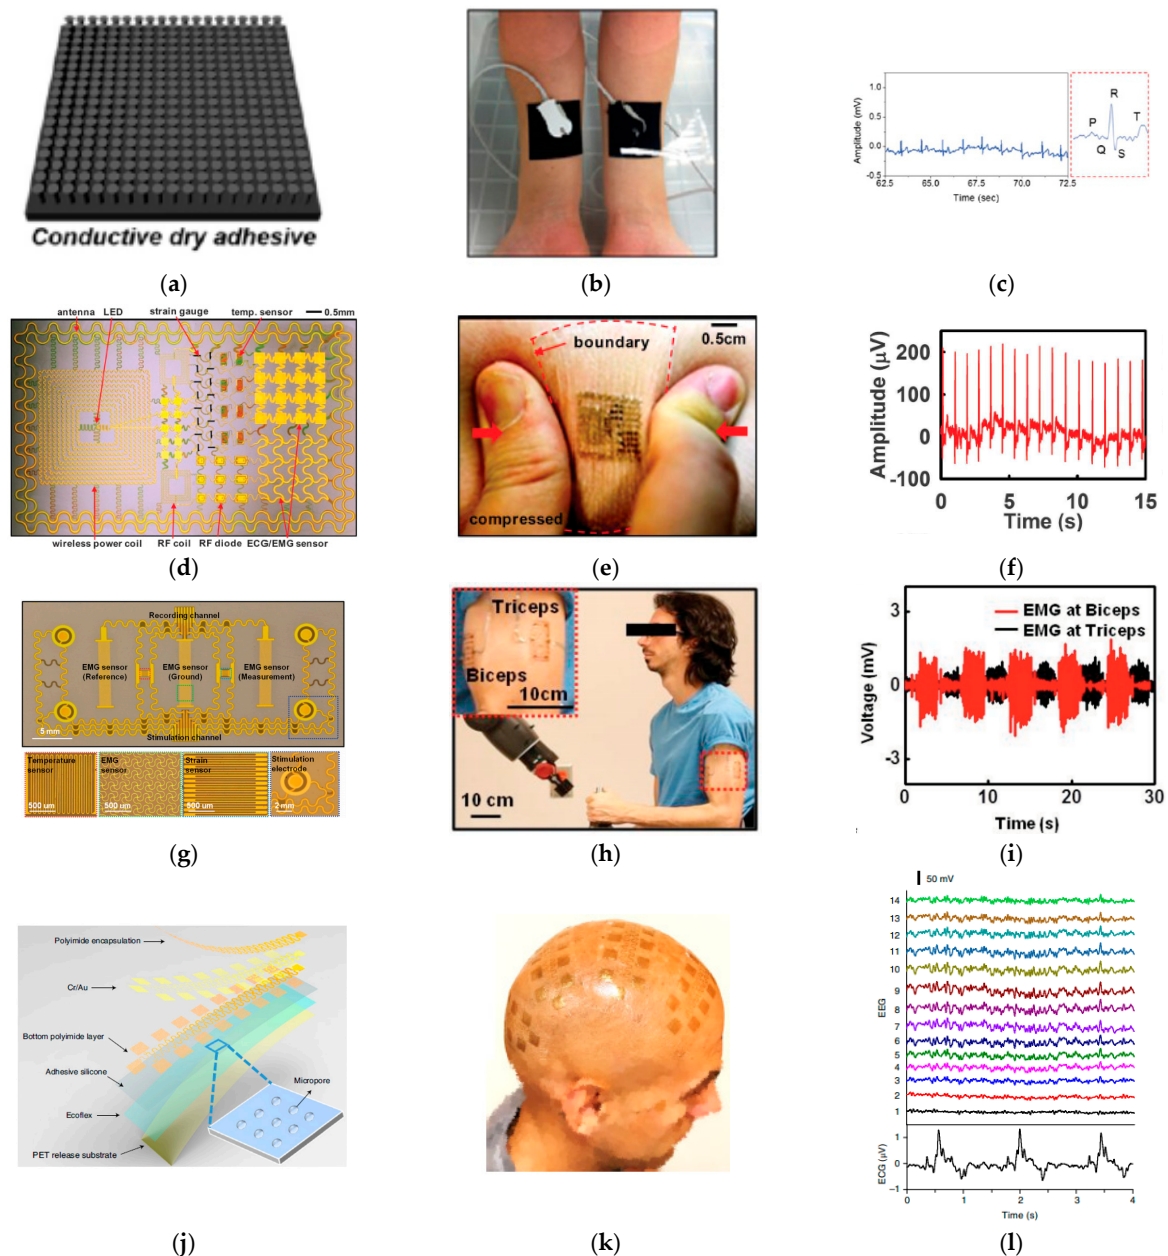 Conductive dry adhesive
(a)
(b)
Amplitude (mV)
1.0
0.5
0.0
-0.5
62.5 65.0 67.5 70.0 72.5
Time (sec)
R
P
T
Q
S
(c)
antenna LED strain gauge temp. sensor 0.5mm
wireless power coil RF coil RF diode ECG/EMG sensor
(d)
boundary
0.5cm
compressed
(e)
Amplitude (μV)
200
100
0
-100
0 5 10 15
Time (s)
(f)
Recording channel
EMG sensor (Reference)
EMG sensor (Ground)
EMG sensor (Measurement)
5 mm
Stimulation channel
Temperature sensor
500 um
EMG sensor
500 um
Strain sensor
500 um
Stimulation electrode
2 mm
(g)
Triceps
Biceps
10cm
10 cm
(h)
Voltage (mV)
3
0
-3
EMG at Biceps
EMG at Triceps
0 10 20 30
Time (s)
(i)
Polyimide encapsulation
Cr/Au
Bottom polyimide layer
Adhesive silicone
Ecoflex
PET release substrate
Micropore
(j)
(k)
50 mV
EEG
14
13
12
11
10
9
8
7
6
5
4
3
2
1
ECG (μV)
1
0
-1
0 1 2 3 4
Time (s)
(l)